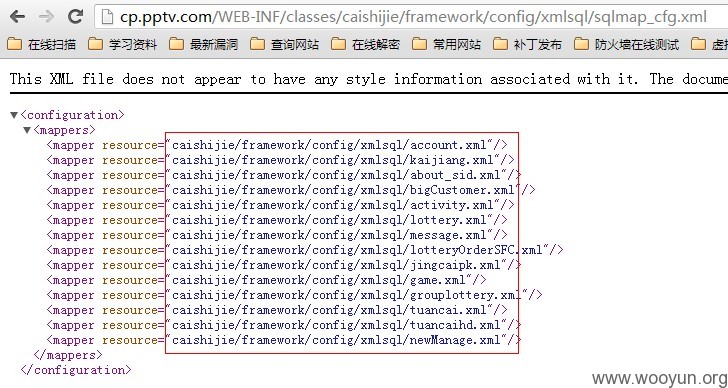 cp.pptv.com/WEB-INF/classes/caishijie/framework/config/xmlsql/sqlmap_cfg.xml
在线扫描 学习资料 最新漏洞 查询网站 在线解密 常用网站 补丁发布 防火墙在线测试 虚拟
This XML file does not appear to have any style information associated with it. The docume
▼<configuration>
▼<mappers>
<mapper resource="caishijie/framework/config/xmlsql/account.xml"/>
<mapper resource="caishijie/framework/config/xmlsql/kaijiang.xml"/>
<mapper resource="caishijie/framework/config/xmlsql/about_sid.xml"/>
<mapper resource="caishijie/framework/config/xmlsql/bigCustomer.xml"/>
<mapper resource="caishijie/framework/config/xmlsql/activity.xml"/>
<mapper resource="caishijie/framework/config/xmlsql/lottery.xml"/>
<mapper resource="caishijie/framework/config/xmlsql/message.xml"/>
<mapper resource="caishijie/framework/config/xmlsql/lotteryOrderSFC.xml"/>
<mapper resource="caishijie/framework/config/xmlsql/jingcaipk.xml"/>
<mapper resource="caishijie/framework/config/xmlsql/game.xml"/>
<mapper resource="caishijie/framework/config/xmlsql/grouplottery.xml"/>
<mapper resource="caishijie/framework/config/xmlsql/tuancai.xml"/>
<mapper resource="caishijie/framework/config/xmlsql/tuancaihd.xml"/>
<mapper resource="caishijie/framework/config/xmlsql/newManage.xml"/>
</mappers>
</configuration>
www.wooyun.org